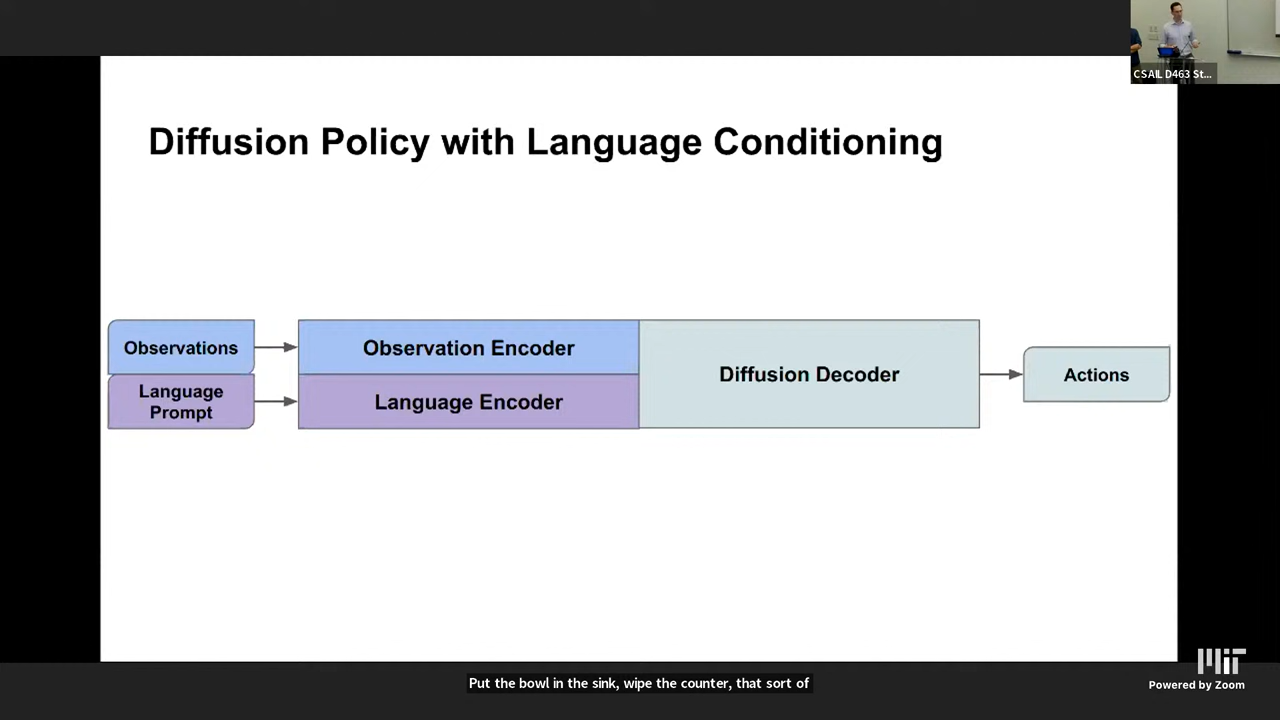 CSAIL D463 St...
Diffusion Policy with Language Conditioning
Observations
Observation Encoder
Language
Prompt
Language Encoder
Diffusion Decoder
Actions
MIT
Powered by Zoom
Put the bowl in the sink, wipe the counter, that sort of